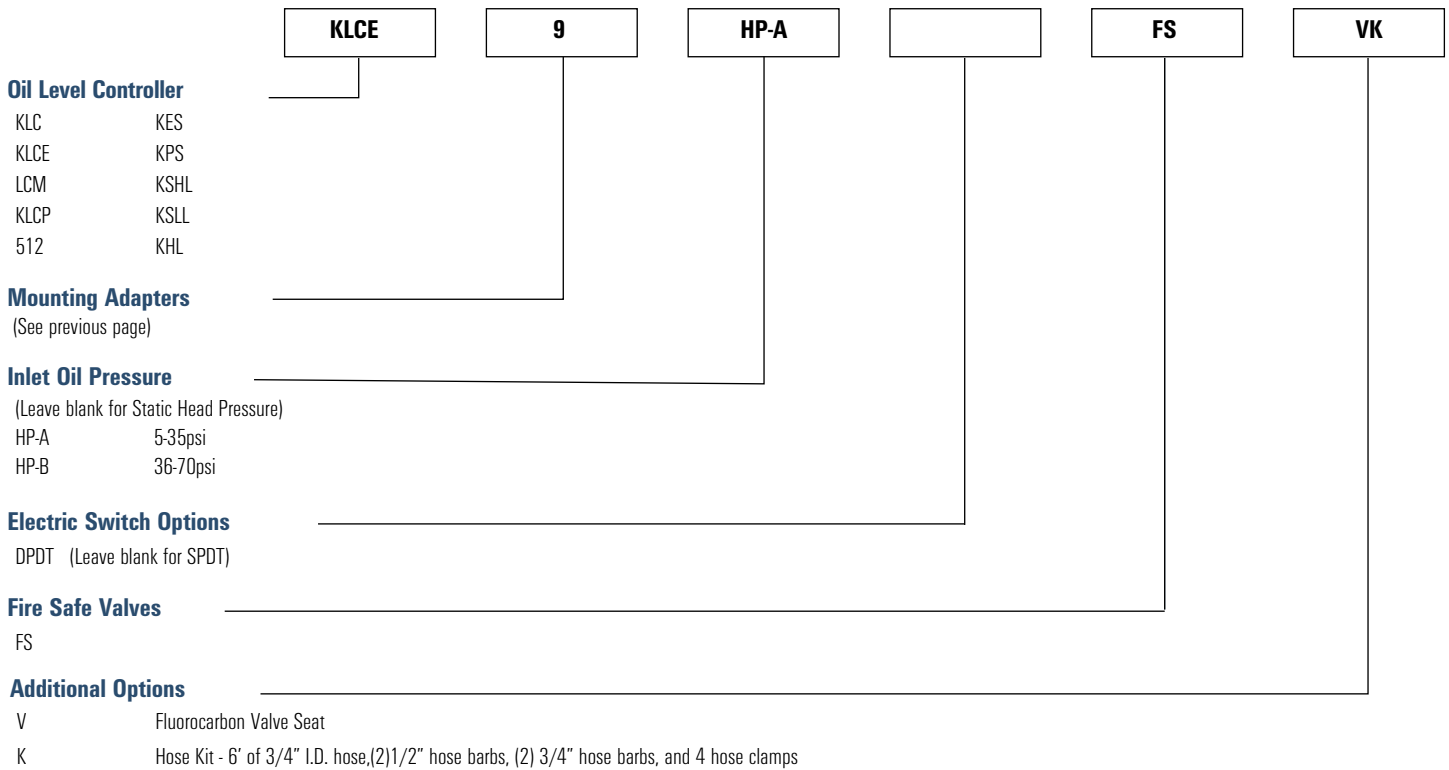 KLCE 9 HP-A FS VK
Oil Level Controller
KLC KES
KLCE KPS
LCM KSHL
KLCP KSLL
512 KHL
Mounting Adapters
(See previous page)
Inlet Oil Pressure
(Leave blank for Static Head Pressure)
HP-A 5-35psi
HP-B 36-70psi
Electric Switch Options
DPDT (Leave blank for SPDT)
Fire Safe Valves
FS
Additional Options
V Fluorocarbon Valve Seat
K Hose Kit - 6’ of 3/4” I.D. hose,(2)1/2” hose barbs, (2) 3/4” hose barbs, and 4 hose clamps